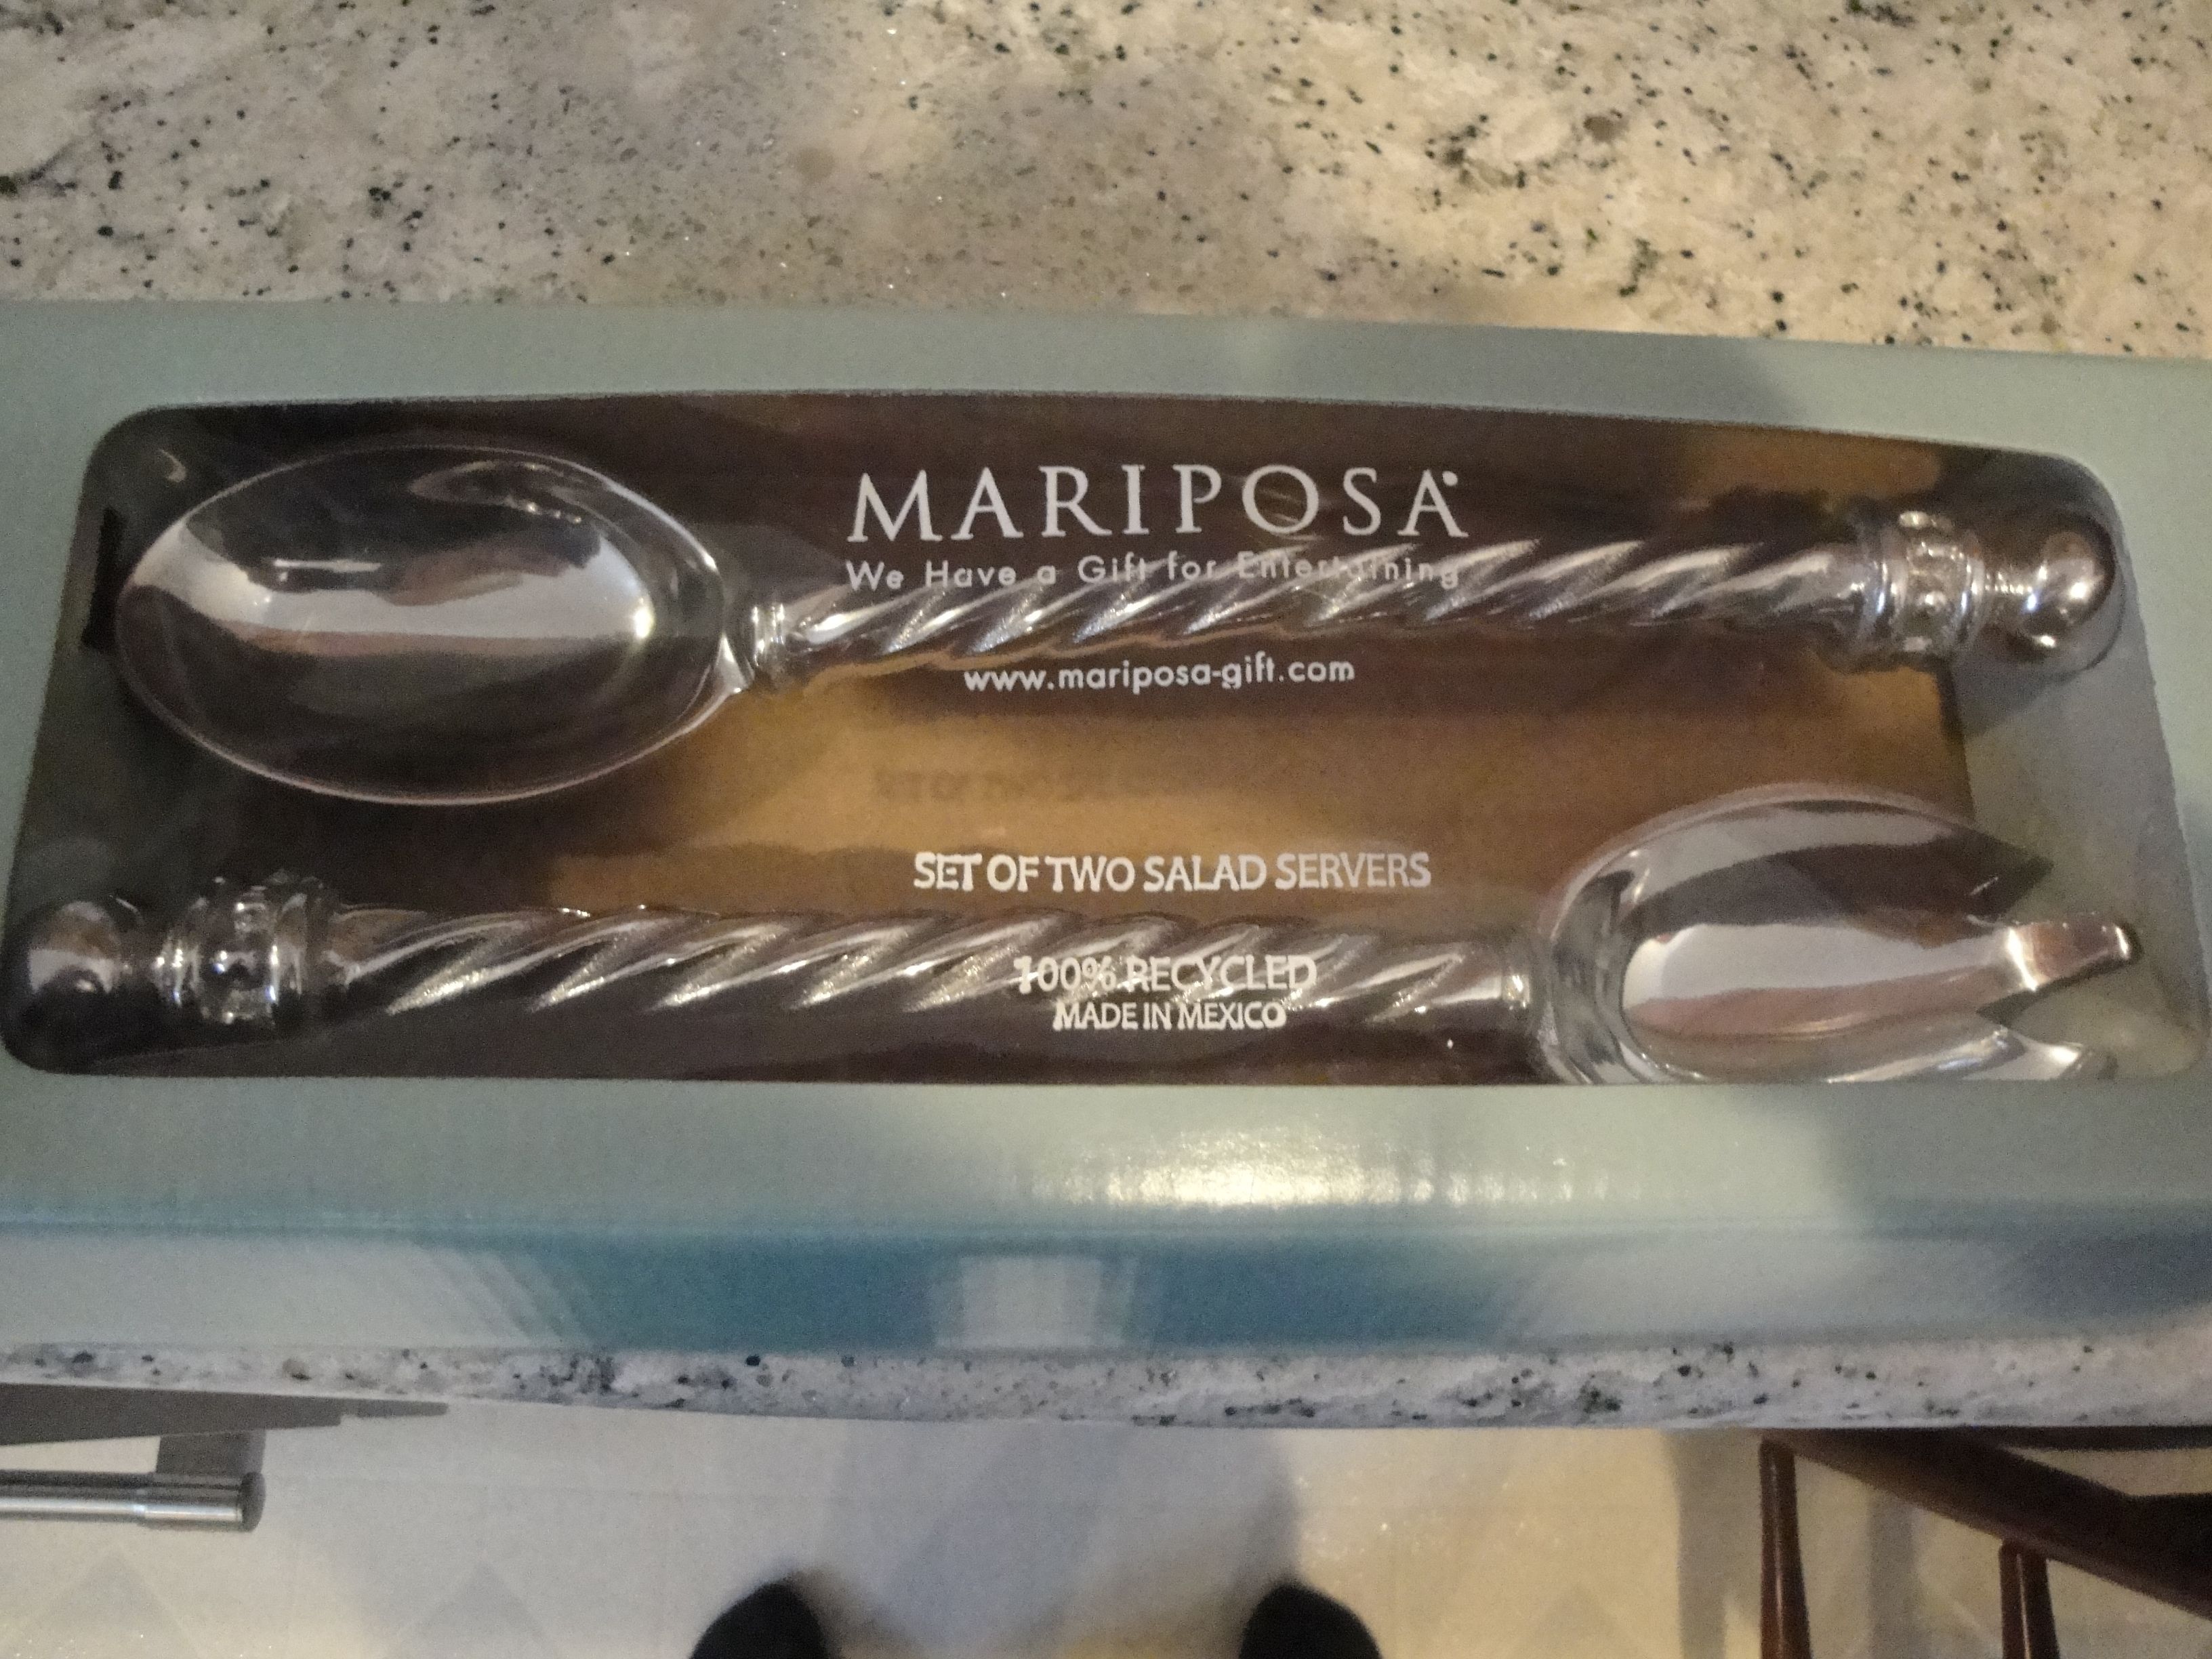 MARIPOSA
We Have a Gift for Entertaining
www.mariposa-gift.com
SET OF TWO SALAD SERVERS
100% RECYCLED
MADE IN MEXICO